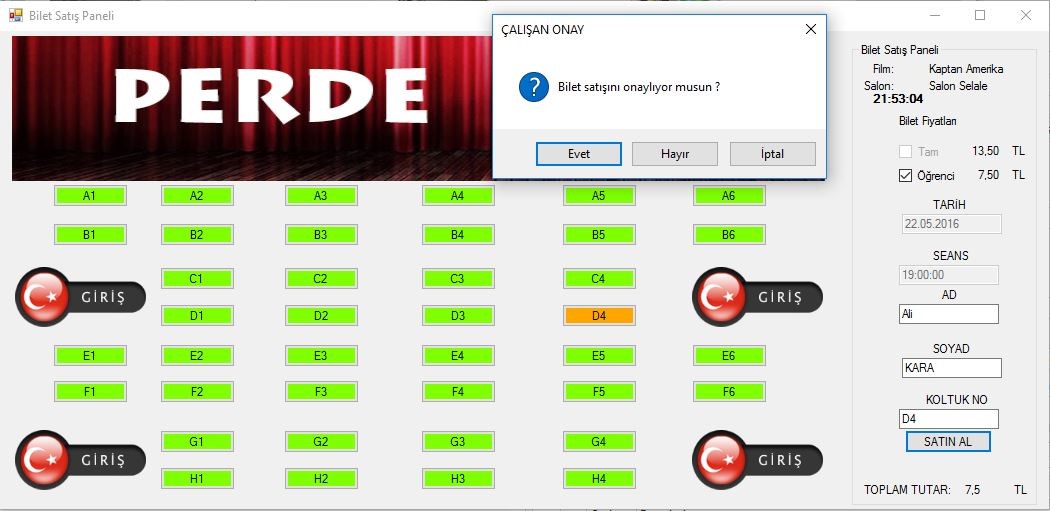 Bilet Satış Paneli
ÇALIŞAN ONAY
Bilet satışını onaylıyor musun ?
Evet Hayır İptal
PERDE
A1 A2 A3 A4 A5 A6
B1 B2 B3 B4 B5 B6
C1 C2 C3 C4
GİRİŞ GİRİŞ
D1 D2 D3 D4
E1 E2 E3 E4 E5 E6
F1 F2 F3 F4 F5 F6
G1 G2 G3 G4
GİRİŞ GİRİŞ
H1 H2 H3 H4
Bilet Satış Paneli
Film: Kaptan Amerika
Salon: Salon Selale
21:53:04
Bilet Fiyatları
Tam 13,50 TL
Öğrenci 7,50 TL
TARİH
22.05.2016
SEANS
19:00:00
AD
Ali
SOYAD
KARA
KOLTUK NO
D4
SATIN AL
TOPLAM TUTAR: 7,5 TL